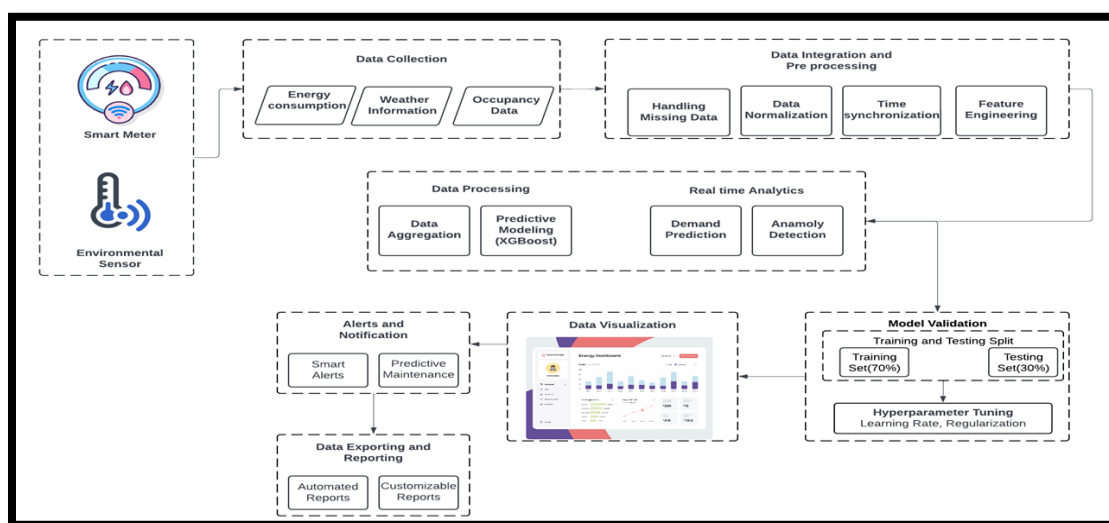 Smart Meter
Environmental
Sensor
Data Collection
Energy
consumption
Weather
Information
Occupancy
Data
Data Integration and
Pre processing
Handling
Missing Data
Data
Normalization
Time
synchronization
Feature
Engineering
Data Processing
Data
Aggregation
Predictive
Modeling
(XGBoost)
Real time Analytics
Demand
Prediction
Anamoly
Detection
Model Validation
Training and Testing Split
Training
Set(70%)
Testing
Set(30%)
Hyperparameter Tuning
Learning Rate, Regularization
Data Visualization
Energy Dashboard
Alerts and
Notification
Smart
Alerts
Predictive
Maintenance
Data Exporting and
Reporting
Automated
Reports
Customizable
Reports